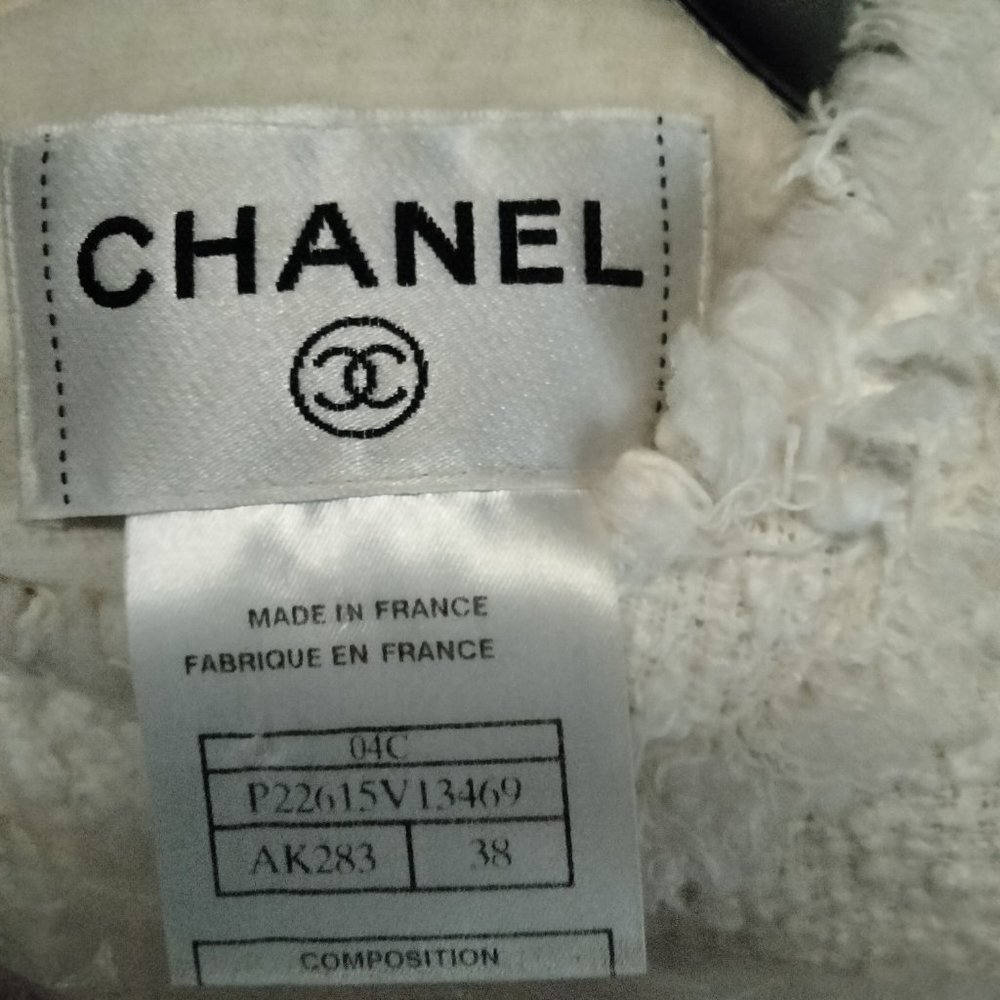 CHANEL
MADE IN FRANCE
FABRIQUE EN FRANCE
04C
P22615V13469
AK283 38
COMPOSITION